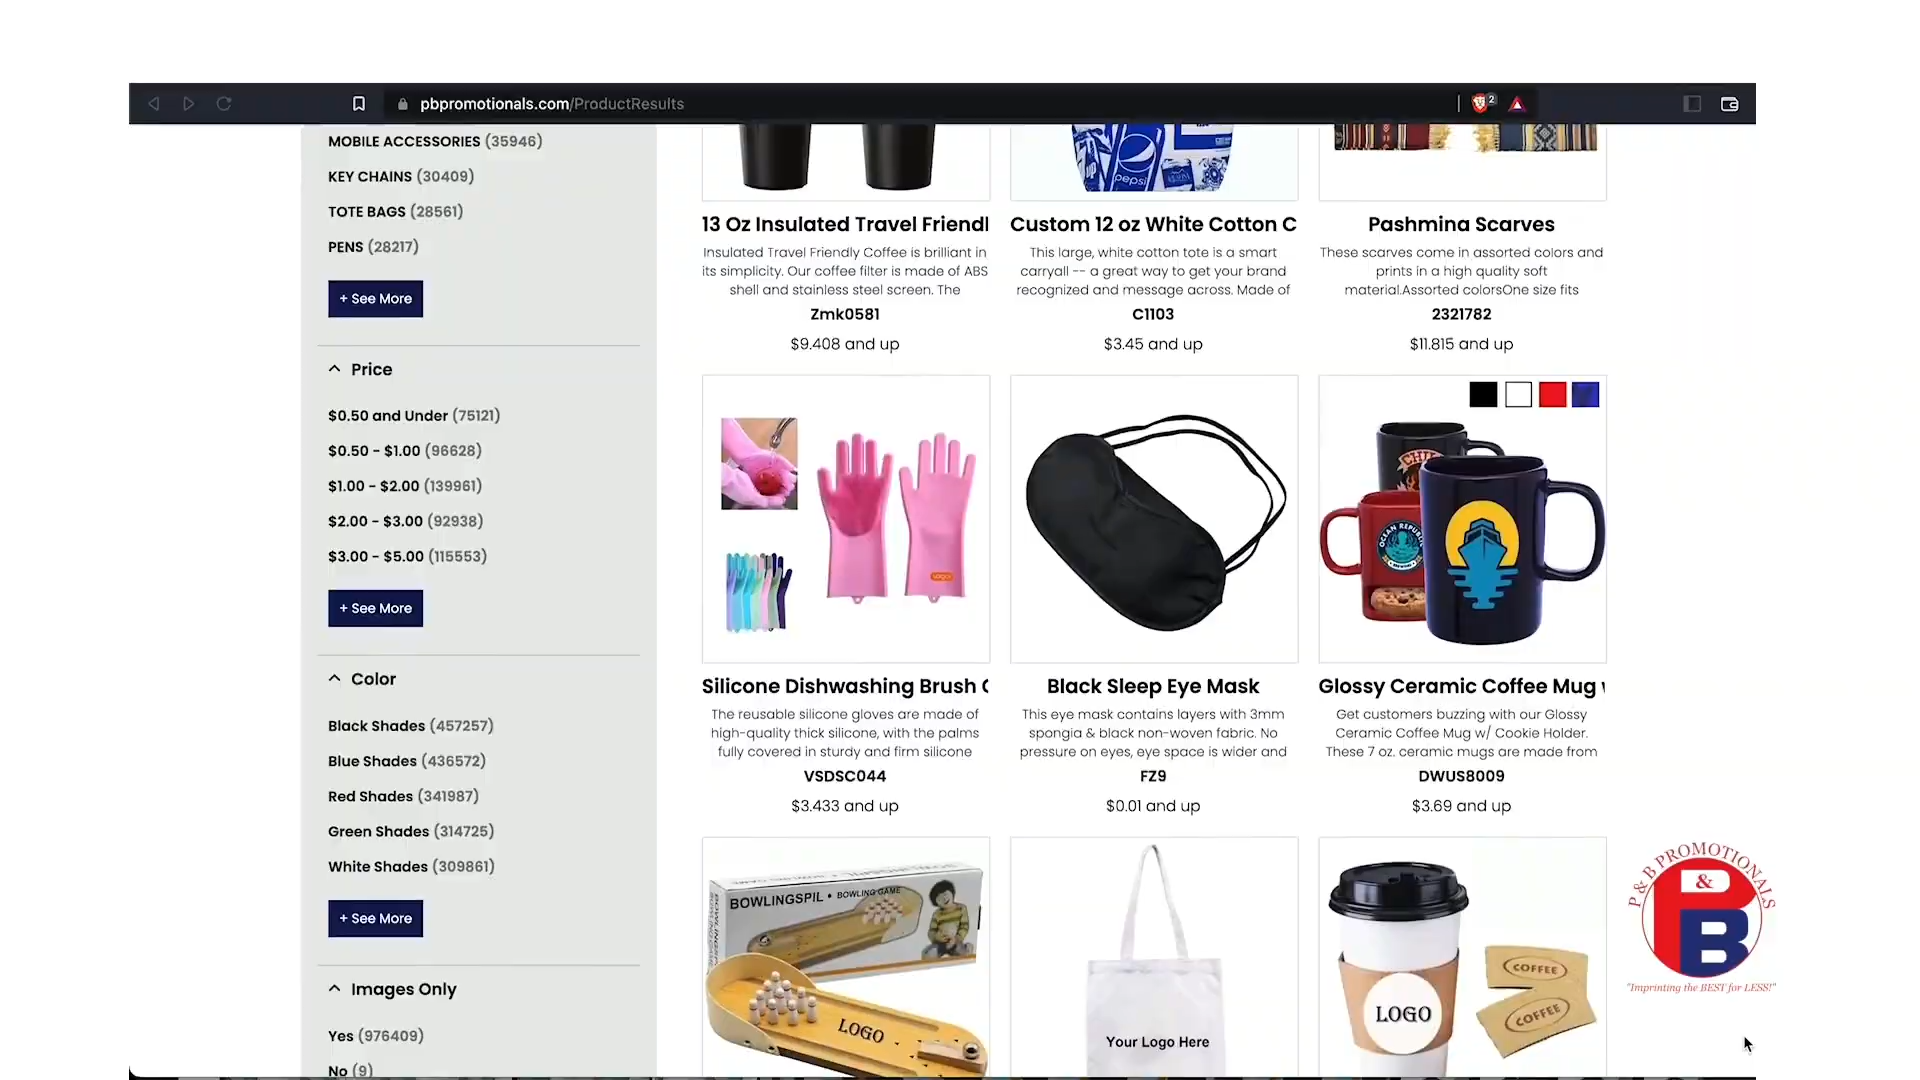 pbpromotionals.com/ProductResults
2
MOBILE ACCESSORIES (35946)
KEY CHAINS (30409)
TOTE BAGS (28561)
PENS (28217)
+ See More
Price
$0.50 and Under (75121)
$0.50 - $1.00 (96628)
$1.00 - $2.00 (139961)
$2.00 - $3.00 (92938)
$3.00 - $5.00 (115553)
+ See More
Color
Black Shades (457257)
Blue Shades (436572)
Red Shades (341987)
Green Shades (314725)
White Shades (309861)
+ See More
Images Only
Yes (976409)
No (9)
13 Oz Insulated Travel Friendl
Insulated Travel Friendly Coffee is brilliant in
its simplicity. Our coffee filter is made of ABS
shell and stainless steel screen. The
Zmk0581
$9.408 and up
pepsi
Custom 12 oz White Cotton C
This large, white cotton tote is a smart
carryall -- a great way to get your brand
recognized and message across. Made of
C1103
$3.45 and up
Pashmina Scarves
These scarves come in assorted colors and
prints in a high quality soft
material.Assorted colorsOne size fits
2321782
$11.815 and up
Silicone Dishwashing Brush
The reusable silicone gloves are made of
high-quality thick silicone, with the palms
fully covered in sturdy and firm silicone
VSDSC044
$3.433 and up
Black Sleep Eye Mask
This eye mask contains layers with 3mm
spongia & black non-woven fabric. No
pressure on eyes, eye space is wider and
FZ9
$0.01 and up
OCEAN REPUBLIC
Glossy Ceramic Coffee Mug
Get customers buzzing with our Glossy
Ceramic Coffee Mug w/ Cookie Holder.
These 7 oz. ceramic mugs are made from
DWUS8009
$3.69 and up
BOWLINGSPIL • BOWLING GAME
LOGO
Your Logo Here
LOGO
COFFEE
COFFEE
P & B PROMOTIONALS
P & B
"Imprinting the BEST for LESS!"